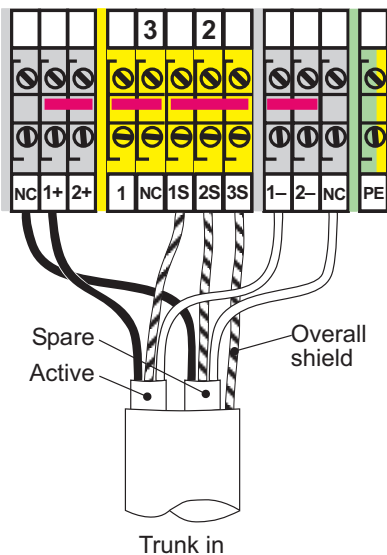 3 2
NC 1+ 2+ 1 NC 1S 2S 3S 1– 2– NC PE
Spare
Active
Overall
shield
Trunk in